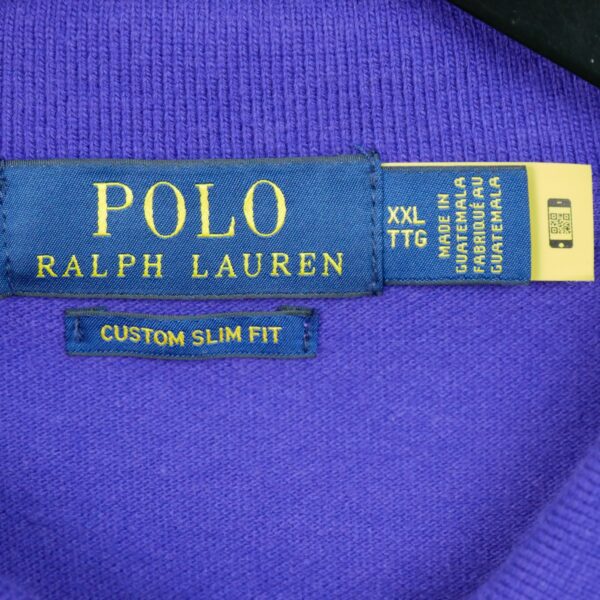 POLO
RALPH LAUREN
CUSTOM SLIM FIT
XXL
TTG
MADE IN
GUATEMALA
FABRIQUÉ AU
GUATEMALA